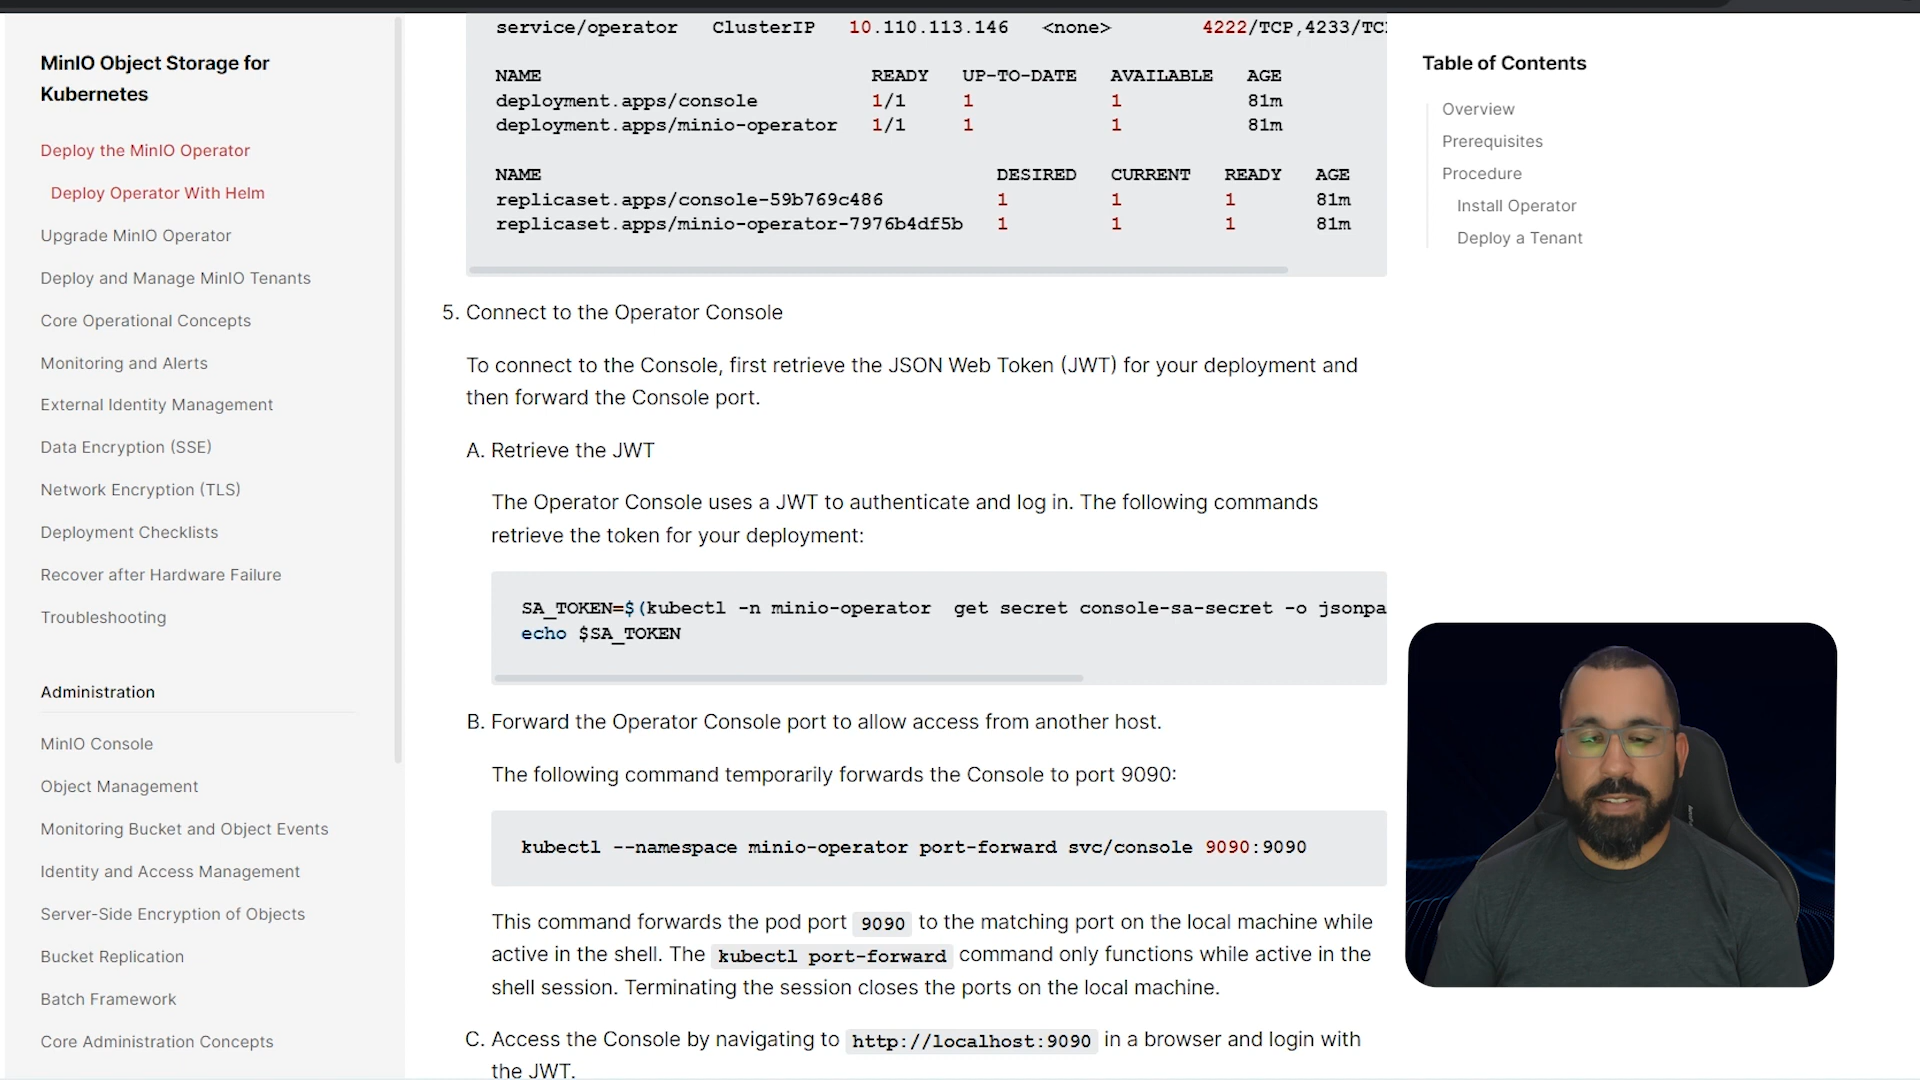 MinIO Object Storage for
Kubernetes
Deploy the MinIO Operator
Deploy Operator With Helm
Upgrade MinIO Operator
Deploy and Manage MinIO Tenants
Core Operational Concepts
Monitoring and Alerts
External Identity Management
Data Encryption (SSE)
Network Encryption (TLS)
Deployment Checklists
Recover after Hardware Failure
Troubleshooting
Administration
MinIO Console
Object Management
Monitoring Bucket and Object Events
Identity and Access Management
Server-Side Encryption of Objects
Bucket Replication
Batch Framework
Core Administration Concepts
service/operator ClusterIP 10.110.113.146 <none> 4222/TCP,4233/TC
NAME READY UP-TO-DATE AVAILABLE AGE
deployment.apps/console 1/1 1 1 81m
deployment.apps/minio-operator 1/1 1 1 81m
NAME DESIRED CURRENT READY AGE
replicaset.apps/console-59b769c486 1 1 1 81m
replicaset.apps/minio-operator-7976b4df5b 1 1 1 81m
5. Connect to the Operator Console
To connect to the Console, first retrieve the JSON Web Token (JWT) for your deployment and
then forward the Console port.
A. Retrieve the JWT
The Operator Console uses a JWT to authenticate and log in. The following commands
retrieve the token for your deployment:
SA_TOKEN=$(kubectl -n minio-operator  get secret console-sa-secret -o jsonpa
echo $SA_TOKEN
B. Forward the Operator Console port to allow access from another host.
The following command temporarily forwards the Console to port 9090:
kubectl --namespace minio-operator port-forward svc/console 9090:9090
This command forwards the pod port 9090 to the matching port on the local machine while
active in the shell. The kubectl port-forward command only functions while active in the
shell session. Terminating the session closes the ports on the local machine.
C. Access the Console by navigating to http://localhost:9090 in a browser and login with
the JWT.
Table of Contents
Overview
Prerequisites
Procedure
Install Operator
Deploy a Tenant